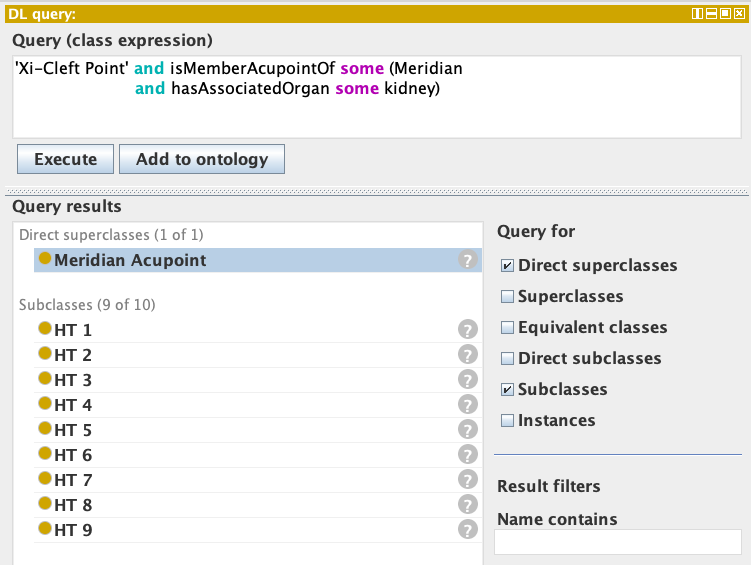 DL query:
Query (class expression)
'Xi-Cleft Point' and isMemberAcupointOf some (Meridian
and hasAssociatedOrgan some kidney)
Execute
Add to ontology
Query results
Direct superclasses (1 of 1)
Meridian Acupoint
?
Subclasses (9 of 10)
HT 1
?
HT 2
?
HT 3
?
HT 4
?
HT 5
?
HT 6
?
HT 7
?
HT 8
?
HT 9
?
Query for
Direct superclasses
Superclasses
Equivalent classes
Direct subclasses
Subclasses
Instances
Result filters
Name contains